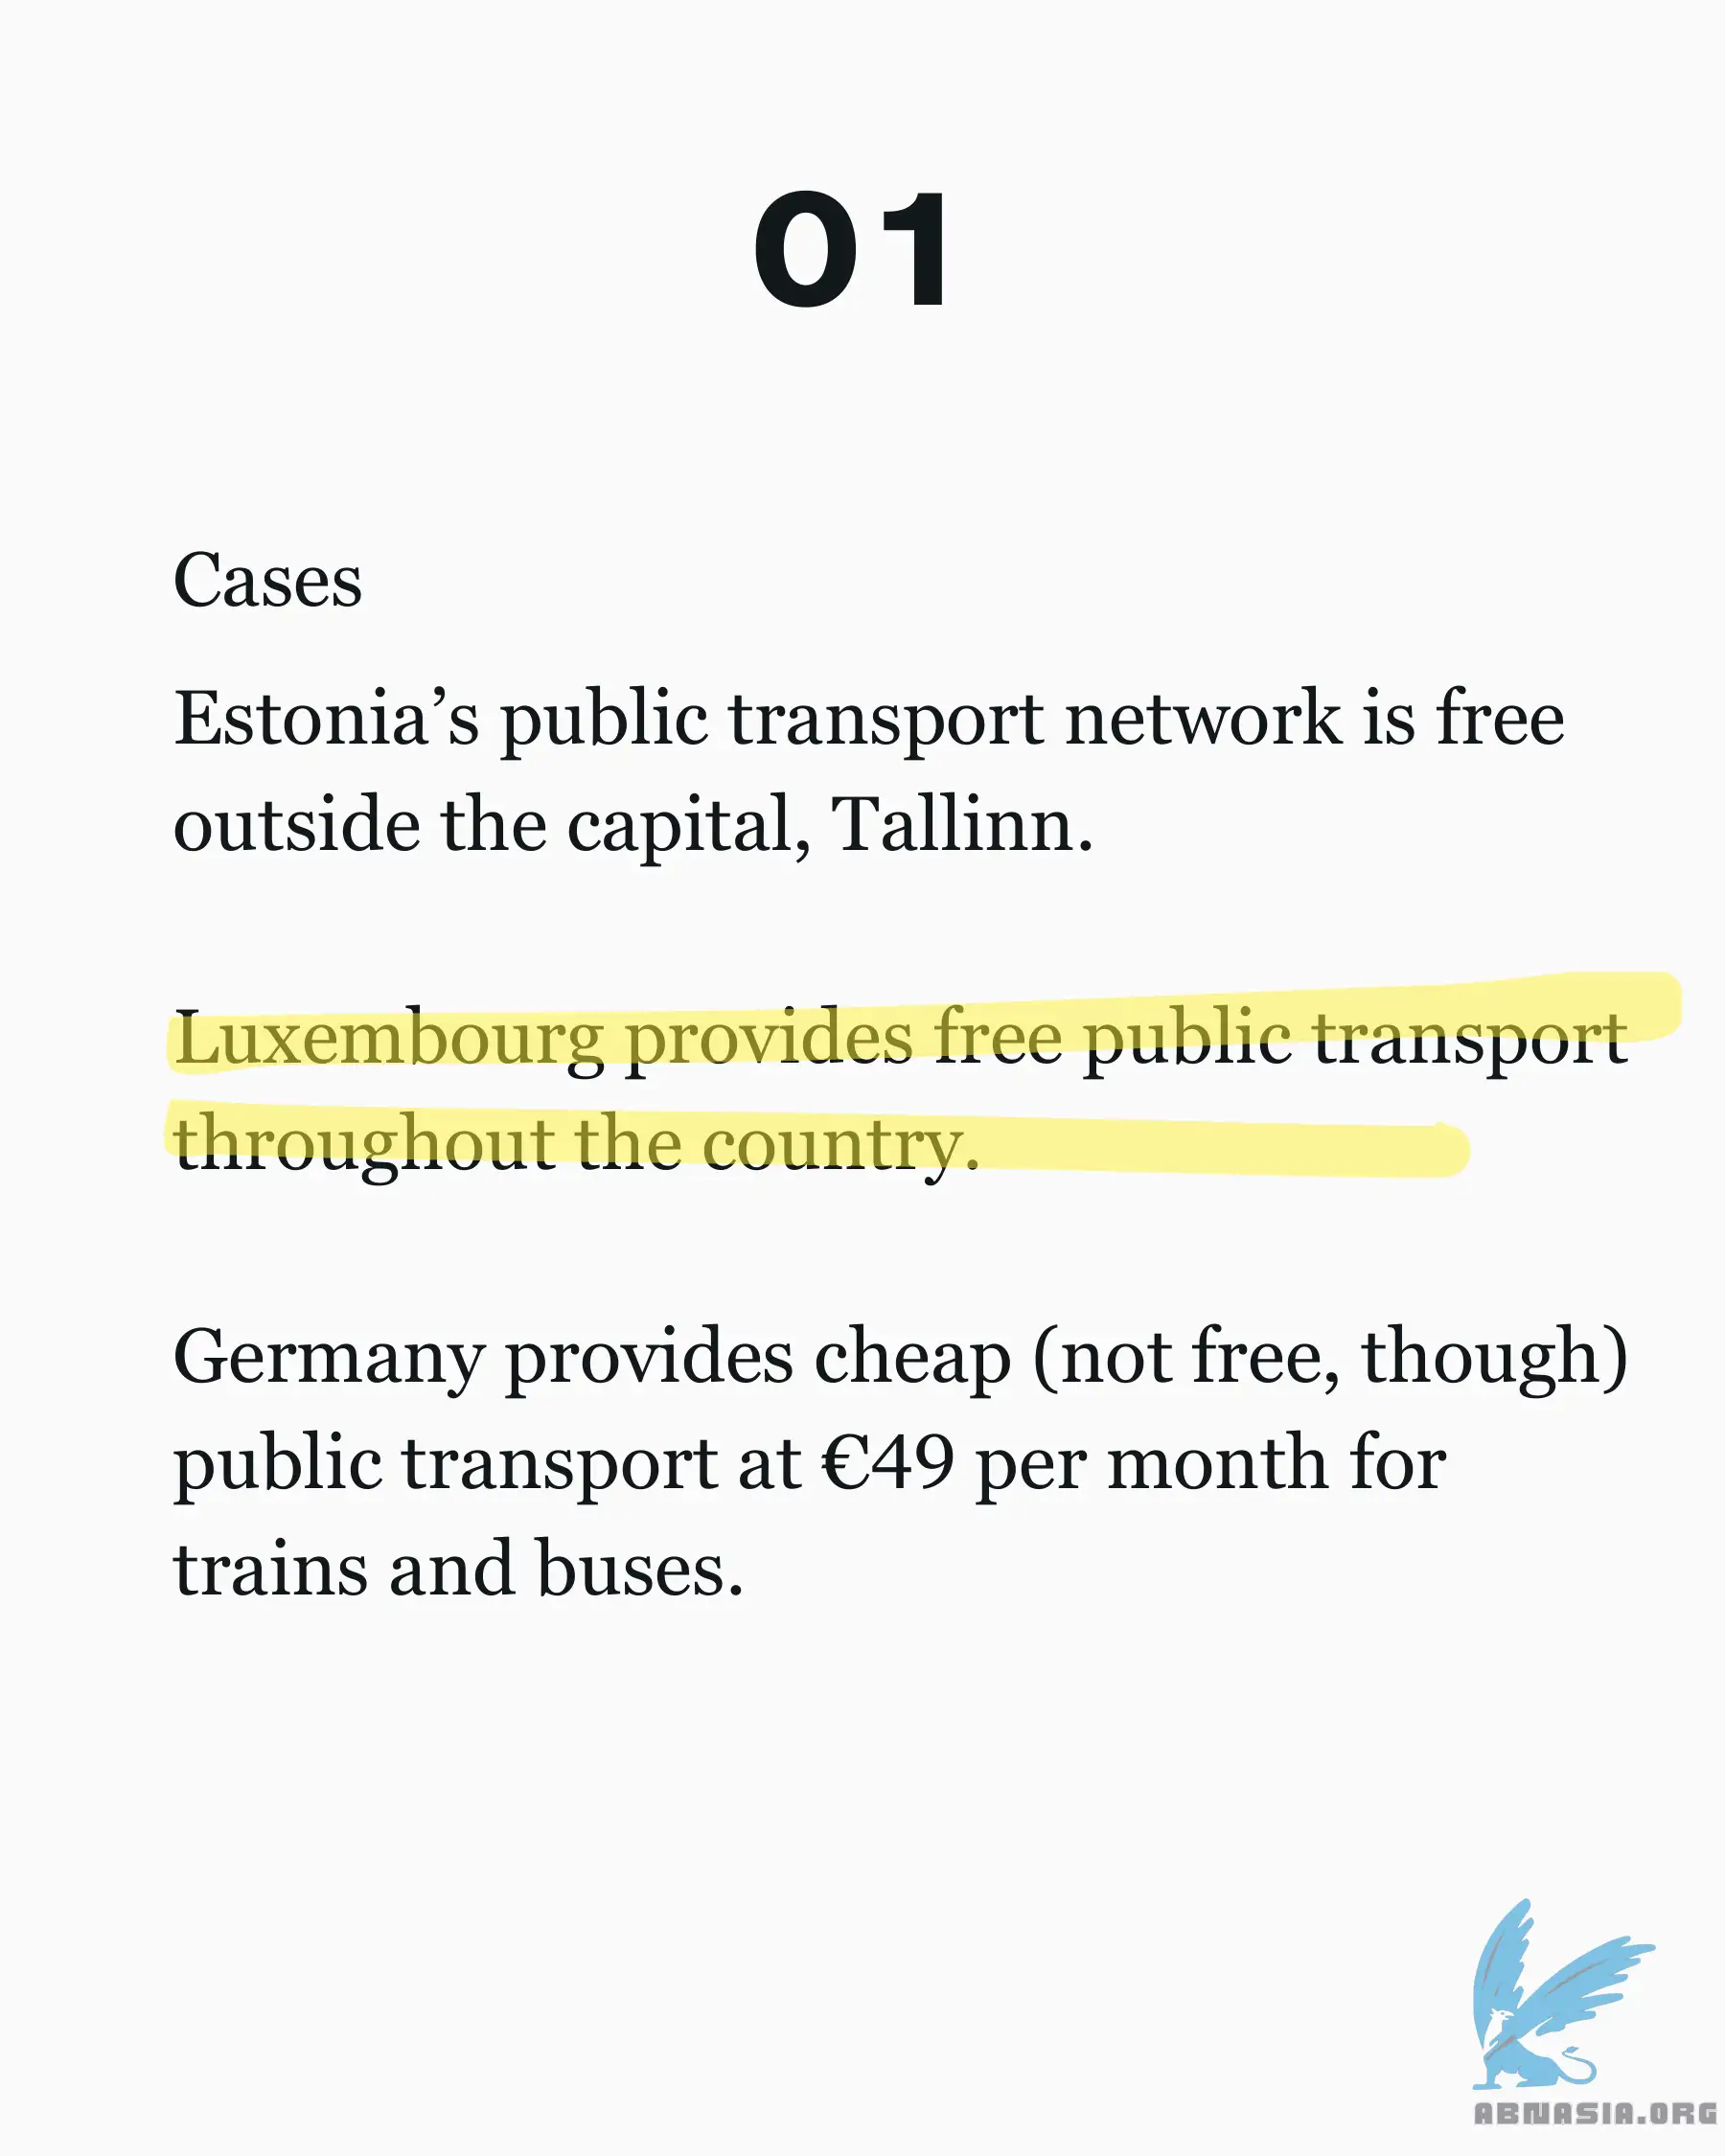 01
Cases
Estonia’s public transport network is free
outside the capital, Tallinn.
Luxembourg provides free public transport
throughout the country.
Germany provides cheap (not free, though)
public transport at €49 per month for
trains and buses.
ABNASIA.ORG